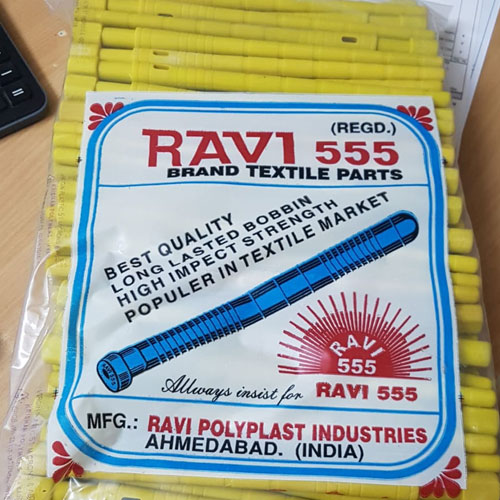 (REGD.)
RAVI 555
BRAND TEXTILE PARTS
BEST QUALITY
LONG LASTED BOBBIN
HIGH IMPECT STRENGTH
POPULER IN TEXTILE MARKET
RAVI
555
Allways insist for RAVI 555
MFG.: RAVI POLYPLAST INDUSTRIES
AHMEDABAD. (INDIA)